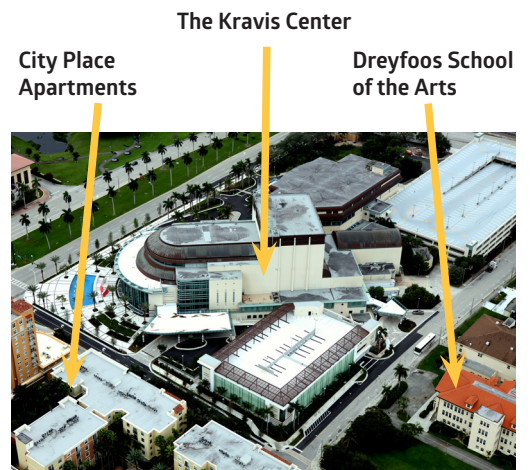 The Kravis Center
City Place
Apartments
Dreyfoos School
of the Arts